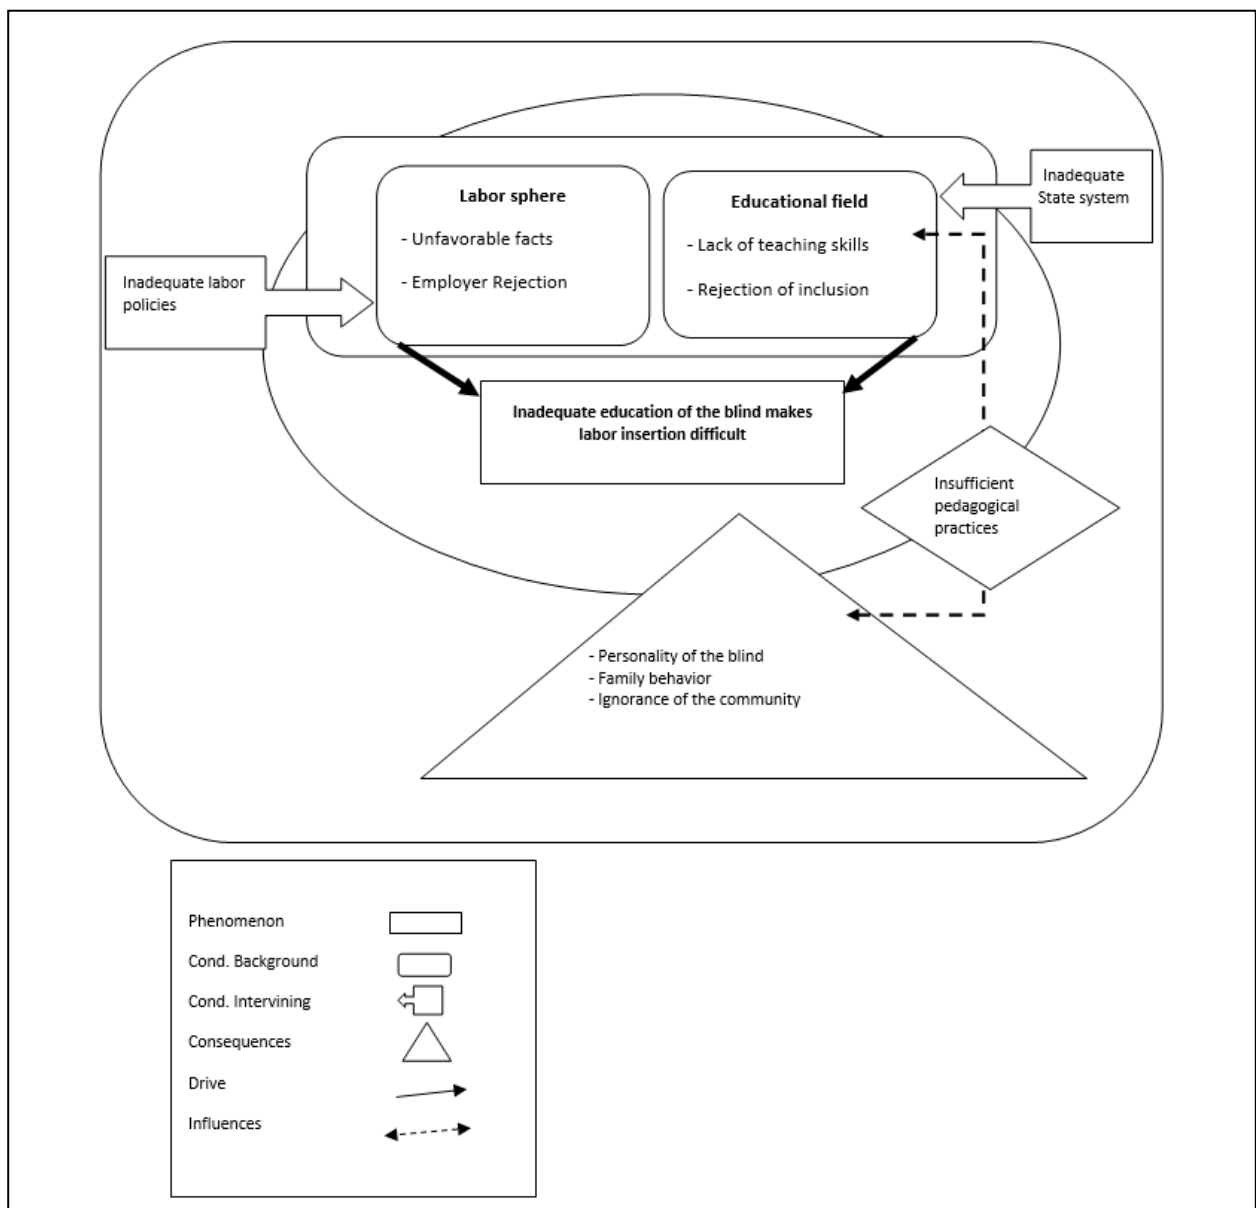 Labor sphere
- Unfavorable facts
- Employer Rejection
Educational field
- Lack of teaching skills
- Rejection of inclusion
Inadequate
State system
Inadequate labor
policies
Inadequate education of the blind makes
labor insertion difficult
Insufficient
pedagogical
practices
- Personality of the blind
- Family behavior
- Ignorance of the community
Phenomenon
Cond. Background
Cond. Intervining
Consequences
Drive
Influences